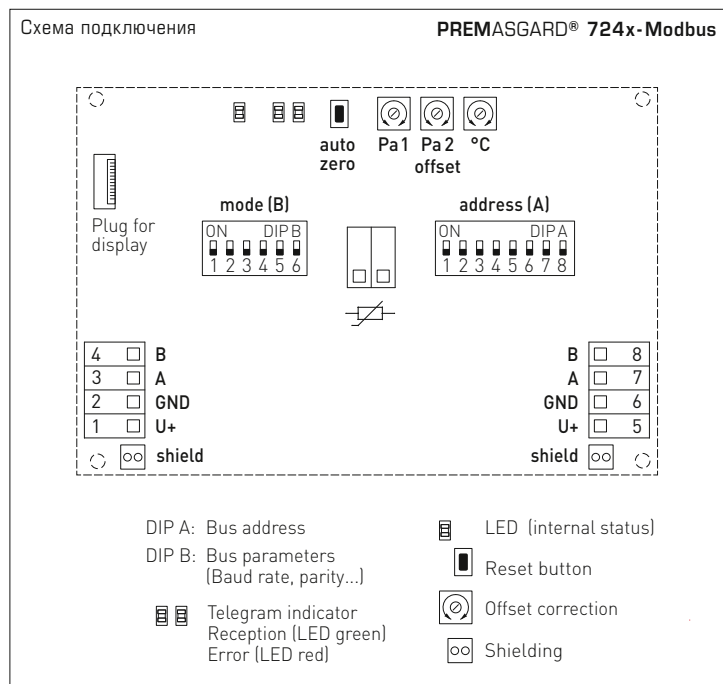 Схема подключения
PREMASGARD® 724x-Modbus
auto zero
Pa 1
Pa 2
offset
°C
Plug for
display
mode (B)
ON DIP B
1 2 3 4 5 6
address (A)
ON DIP A
1 2 3 4 5 6 7 8
4 B
3 A
2 GND
1 U+
shield
B 8
A 7
GND 6
U+ 5
shield
DIP A: Bus address
DIP B: Bus parameters
(Baud rate, parity...)
Telegram indicator
Reception (LED green)
Error (LED red)
LED (internal status)
Reset button
Offset correction
Shielding